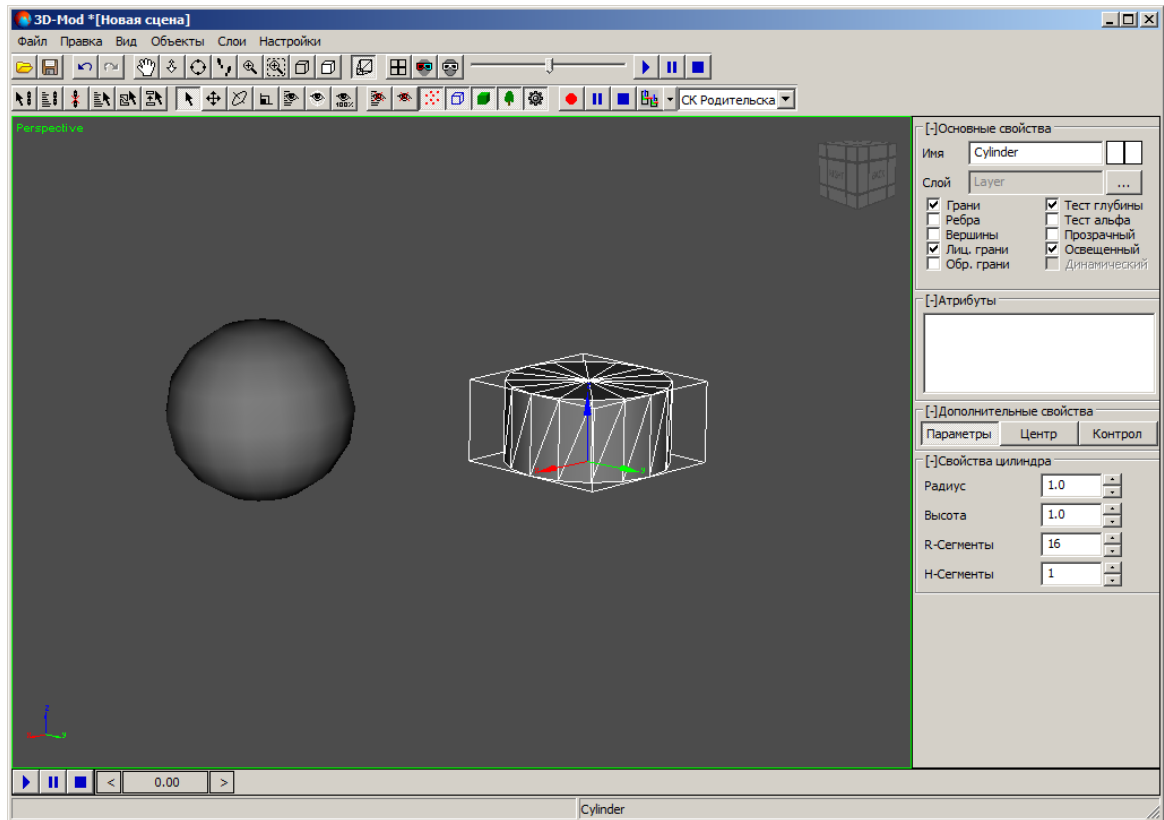 3D-Mod *[Новая сцена]
Файл Правка Вид Объекты Слои Настройки
100%
СК Родительска
Perspective
[-]Основные свойства
Имя Cylinder
Слой Layer ...
Грани Тест глубины
Ребра Тест альфа
Вершины Прозрачный
Лиц. грани Освещенный
Обр. грани Динамический
[-]Атрибуты
[-]Дополнительные свойства
Параметры Центр Контрол
[-]Свойства цилиндра
Радиус 1.0
Высота 1.0
R-Сегменты 16
H-Сегменты 1
y
z
y
< 0.00 >
Cylinder